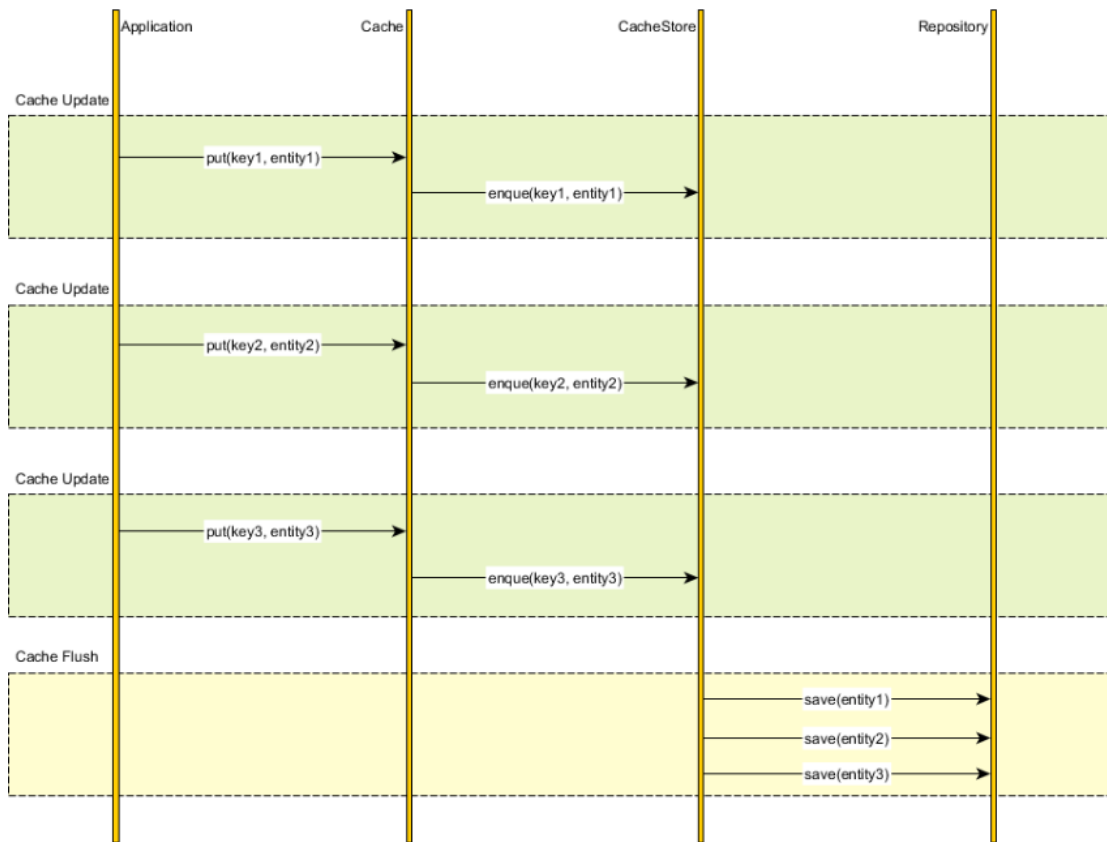 Application
Cache
CacheStore
Repository
Cache Update
put(key1, entity1)
enque(key1, entity1)
Cache Update
put(key2, entity2)
enque(key2, entity2)
Cache Update
put(key3, entity3)
enque(key3, entity3)
Cache Flush
save(entity1)
save(entity2)
save(entity3)